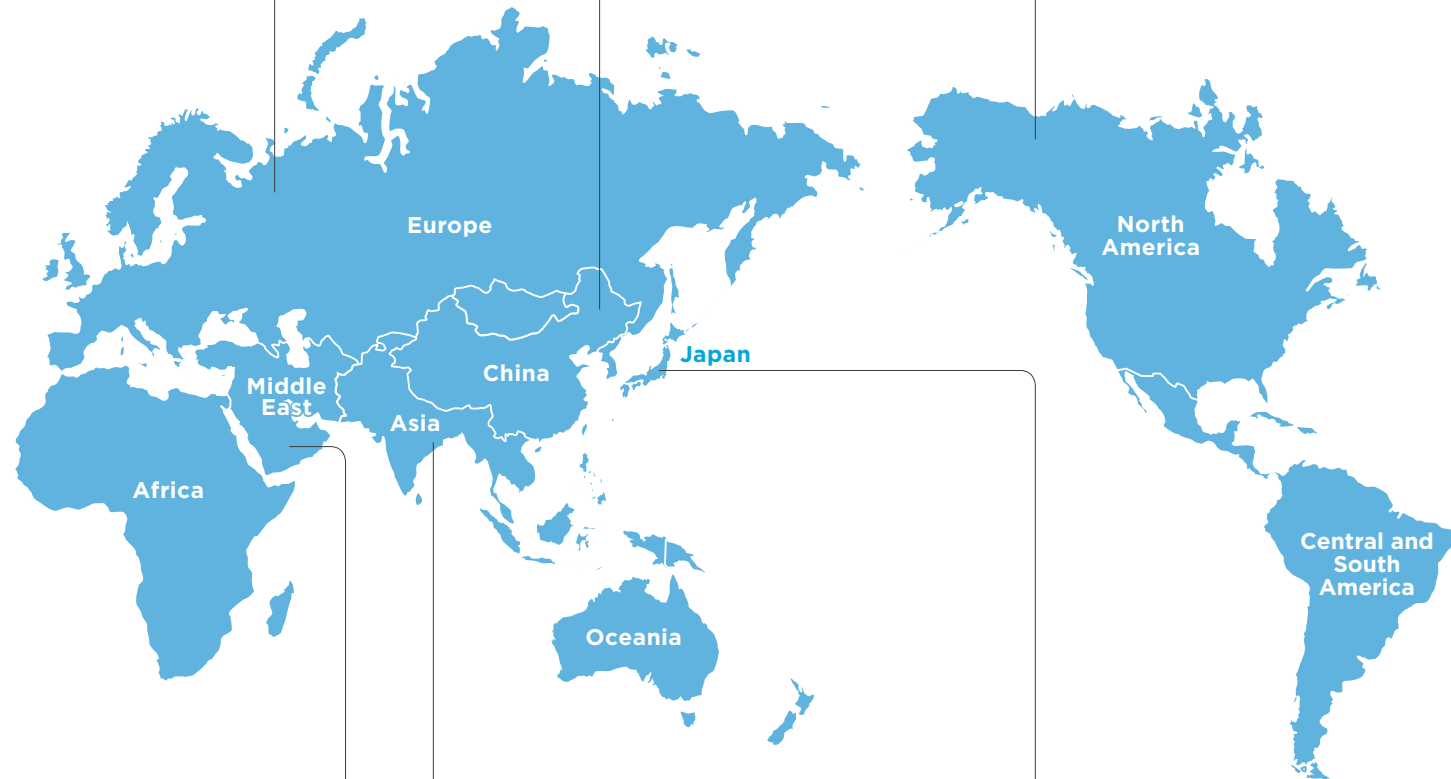 Europe
North
America
Japan
China
Middle
East
Asia
Africa
Central and
South
America
Oceania